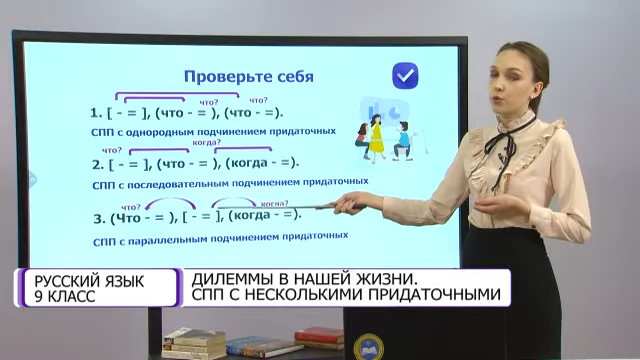 Проверьте себя
что? что?
1. [ - = ], (что - = ), (что - =).
СПП с однородным подчинением придаточных
что? когда?
2. [ - = ], (что - = ), (когда - =).
СПП с последовательным подчинением придаточных
что? когда?
3. (Что - = ), [ - = ], (когда - =).
СПП с параллельным подчинением придаточных
РУССКИЙ ЯЗЫК
9 КЛАСС
ДИЛЕММЫ В НАШЕЙ ЖИЗНИ.
СПП С НЕСКОЛЬКИМИ ПРИДАТОЧНЫМИ